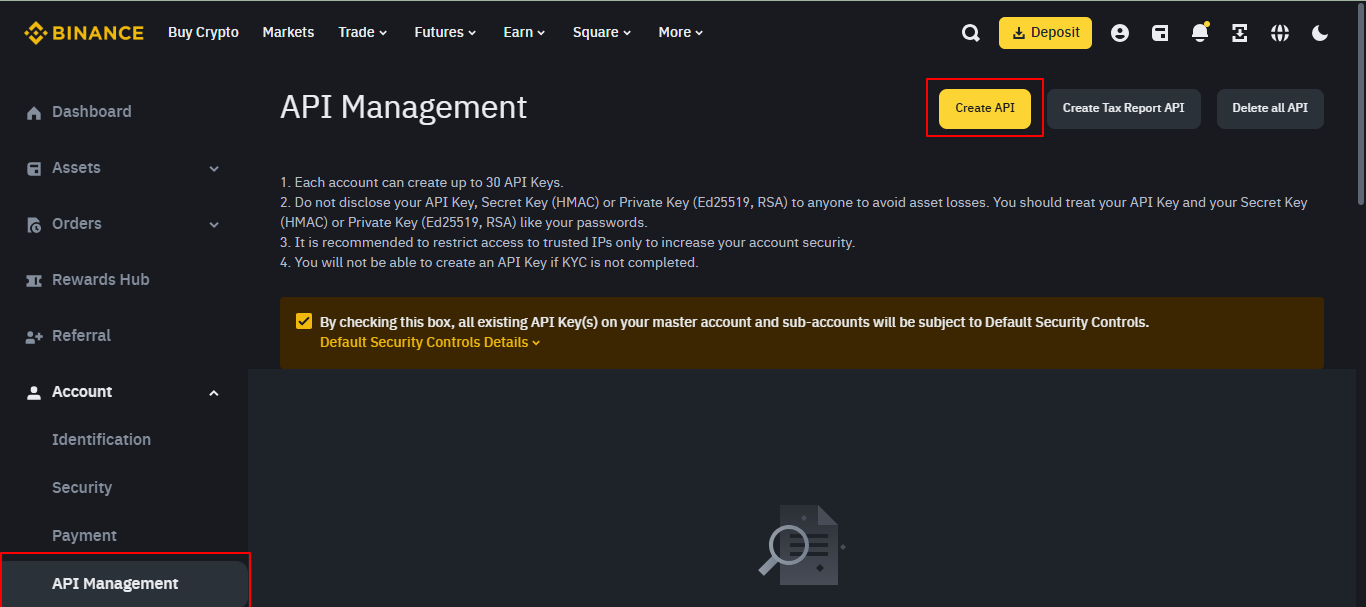 BINANCE Buy Crypto Markets Trade Futures Earn Square More Deposit
Dashboard
Assets
Orders
Rewards Hub
Referral
Account
Identification
Security
Payment
API Management
API Management
Create API
Create Tax Report API
Delete all API
1. Each account can create up to 30 API Keys.
2. Do not disclose your API Key, Secret Key (HMAC) or Private Key (Ed25519, RSA) to anyone to avoid asset losses. You should treat your API Key and your Secret Key
(HMAC) or Private Key (Ed25519, RSA) like your passwords.
3. It is recommended to restrict access to trusted IPs only to increase your account security.
4. You will not be able to create an API Key if KYC is not completed.
By checking this box, all existing API Key(s) on your master account and sub-accounts will be subject to Default Security Controls.
Default Security Controls Details